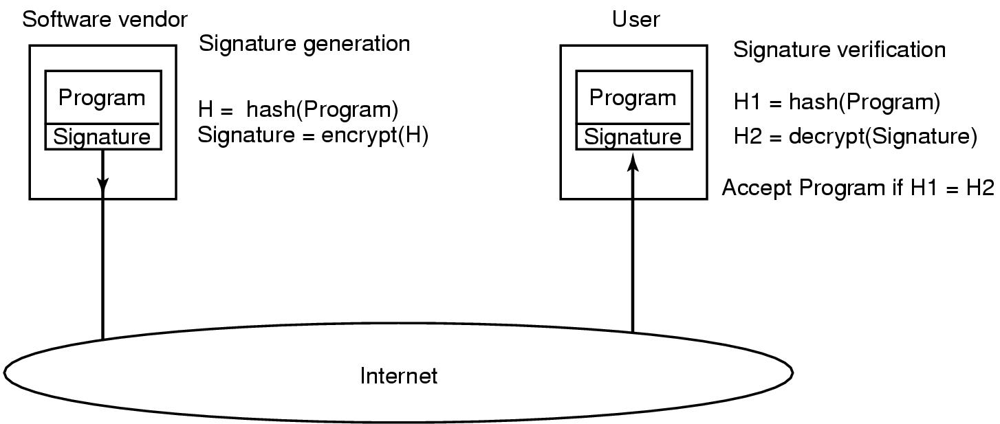 Software vendor
Signature generation
Program
Signature
H = hash(Program)
Signature = encrypt(H)
User
Signature verification
Program
Signature
H1 = hash(Program)
H2 = decrypt(Signature)
Accept Program if H1 = H2
Internet